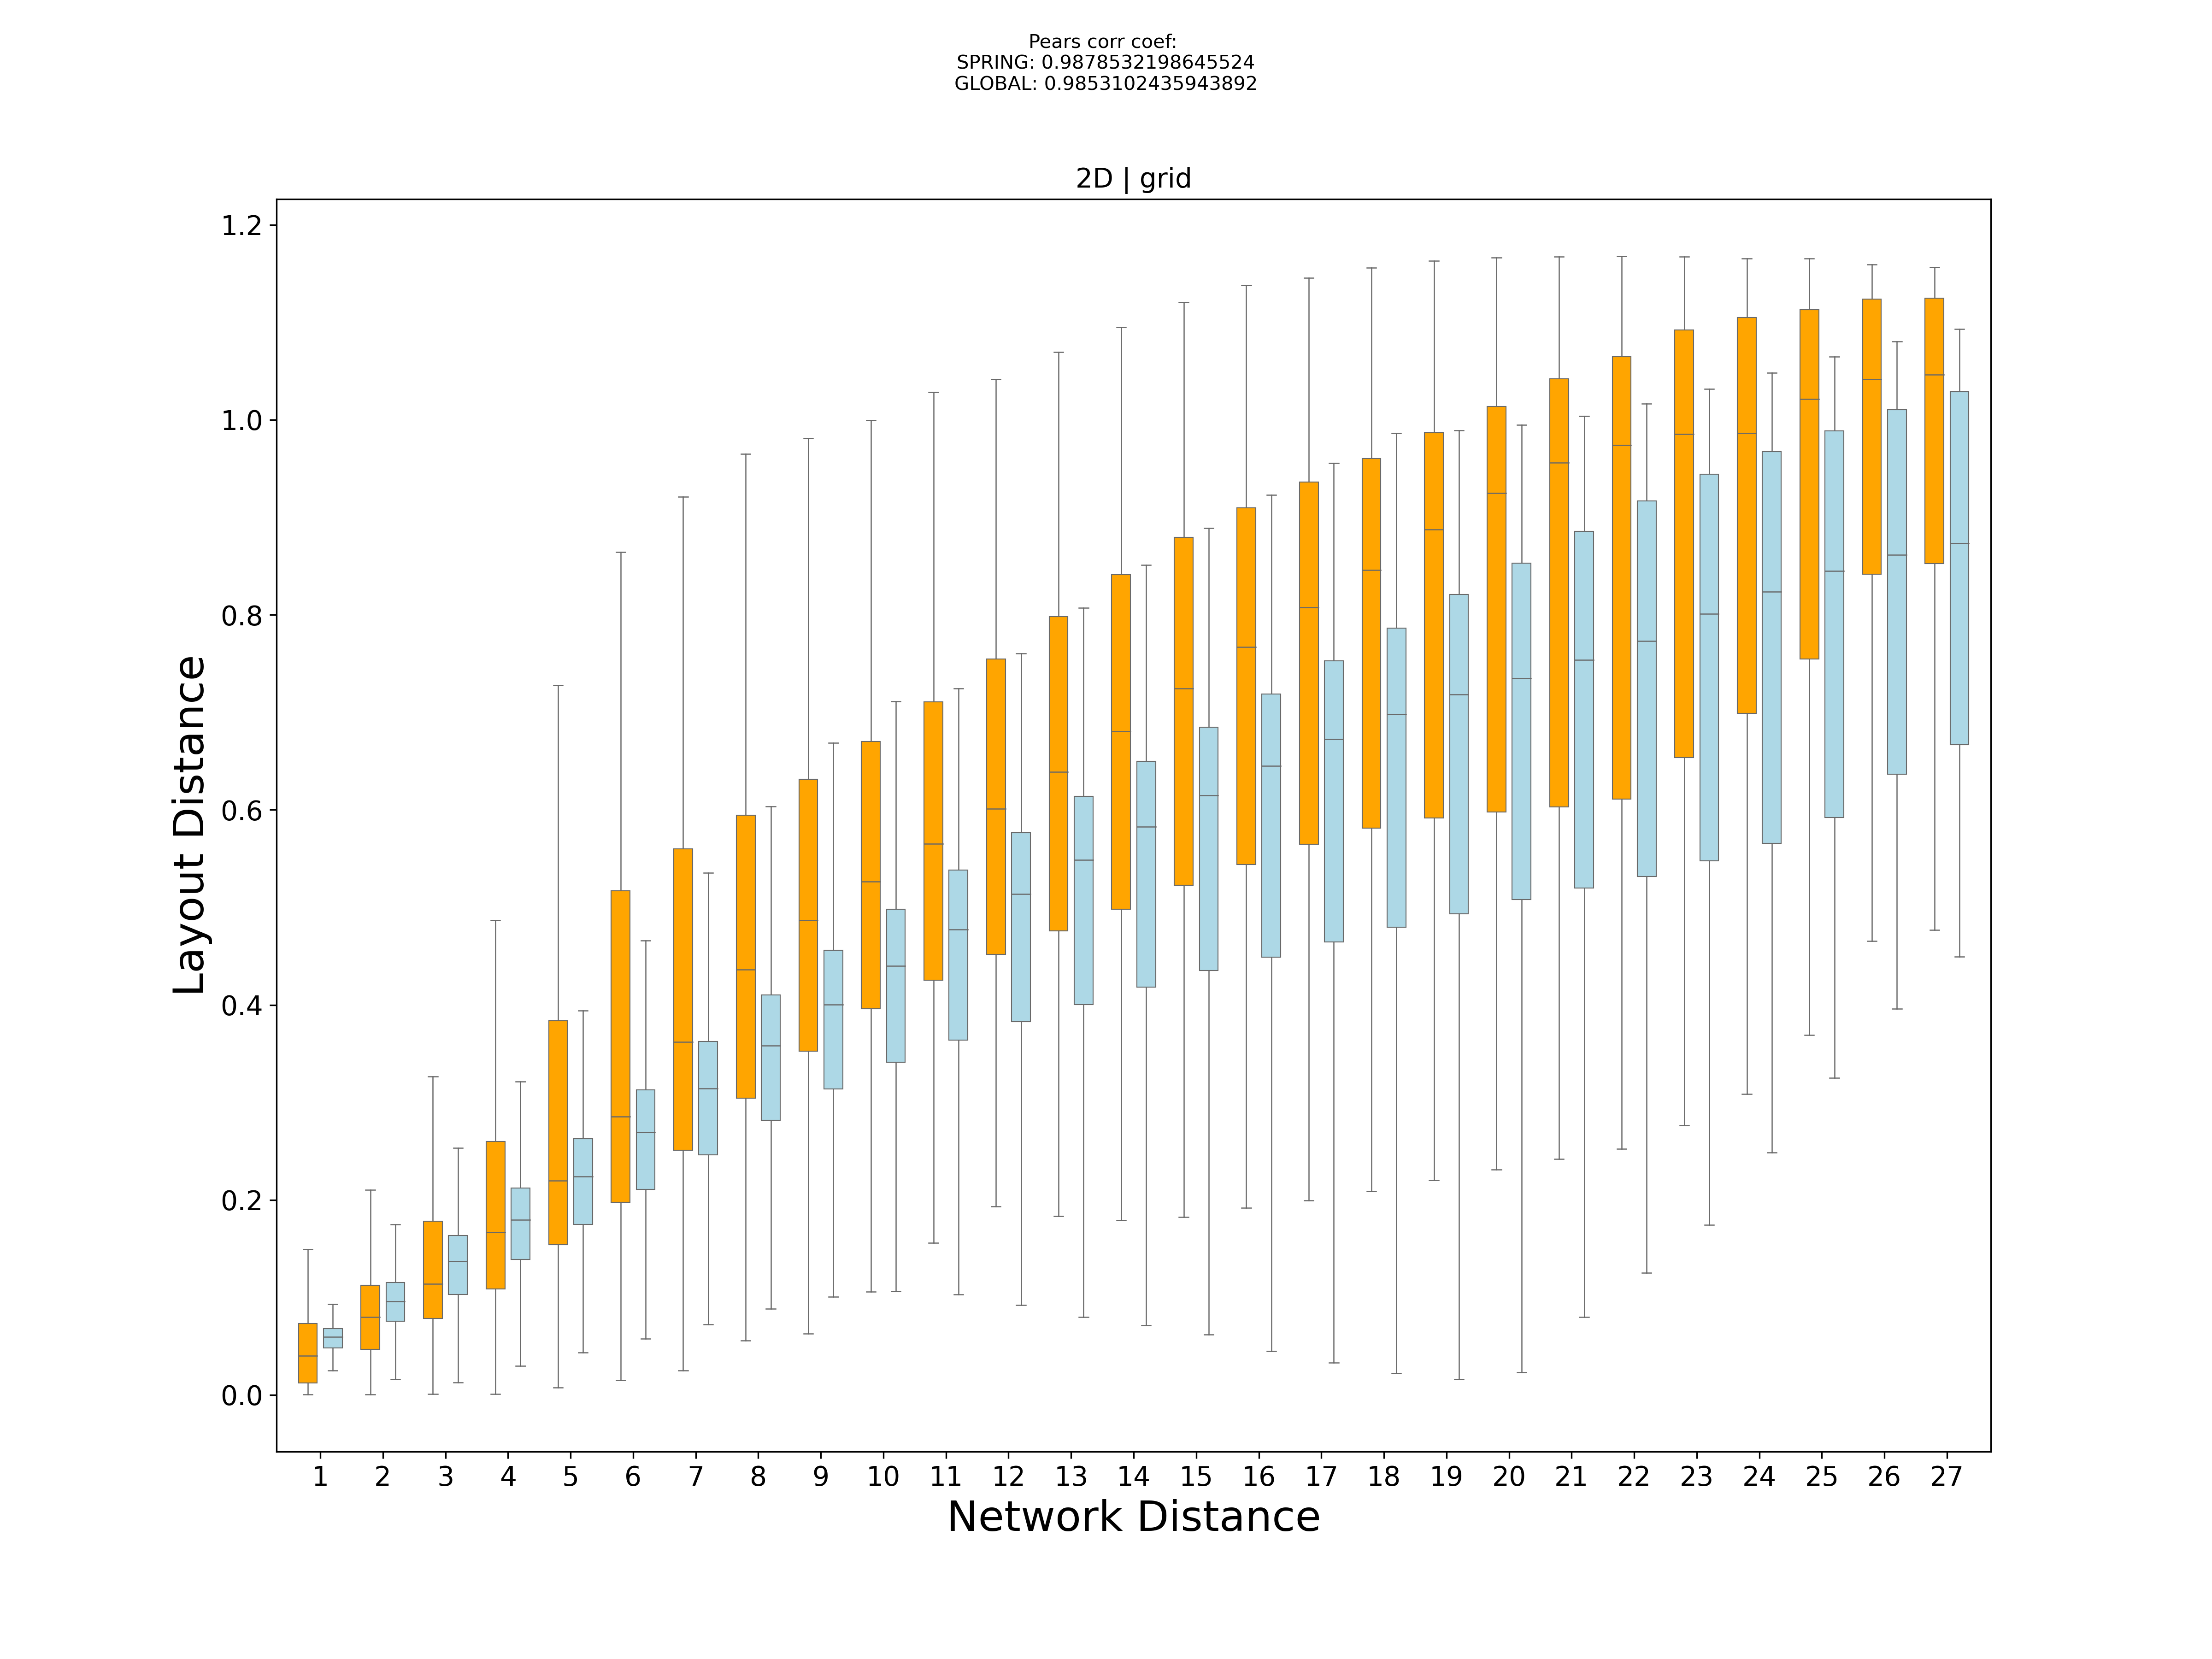 Pears corr coef:
SPRING: 0.9878532198645524
GLOBAL: 0.9853102435943892
2D | grid
1.2
1.0
0.8
0.6
0.4
0.2
0.0
Layout Distance
1 2 3 4 5 6 7 8 9 10 11 12 13 14 15 16 17 18 19 20 21 22 23 24 25 26 27
Network Distance